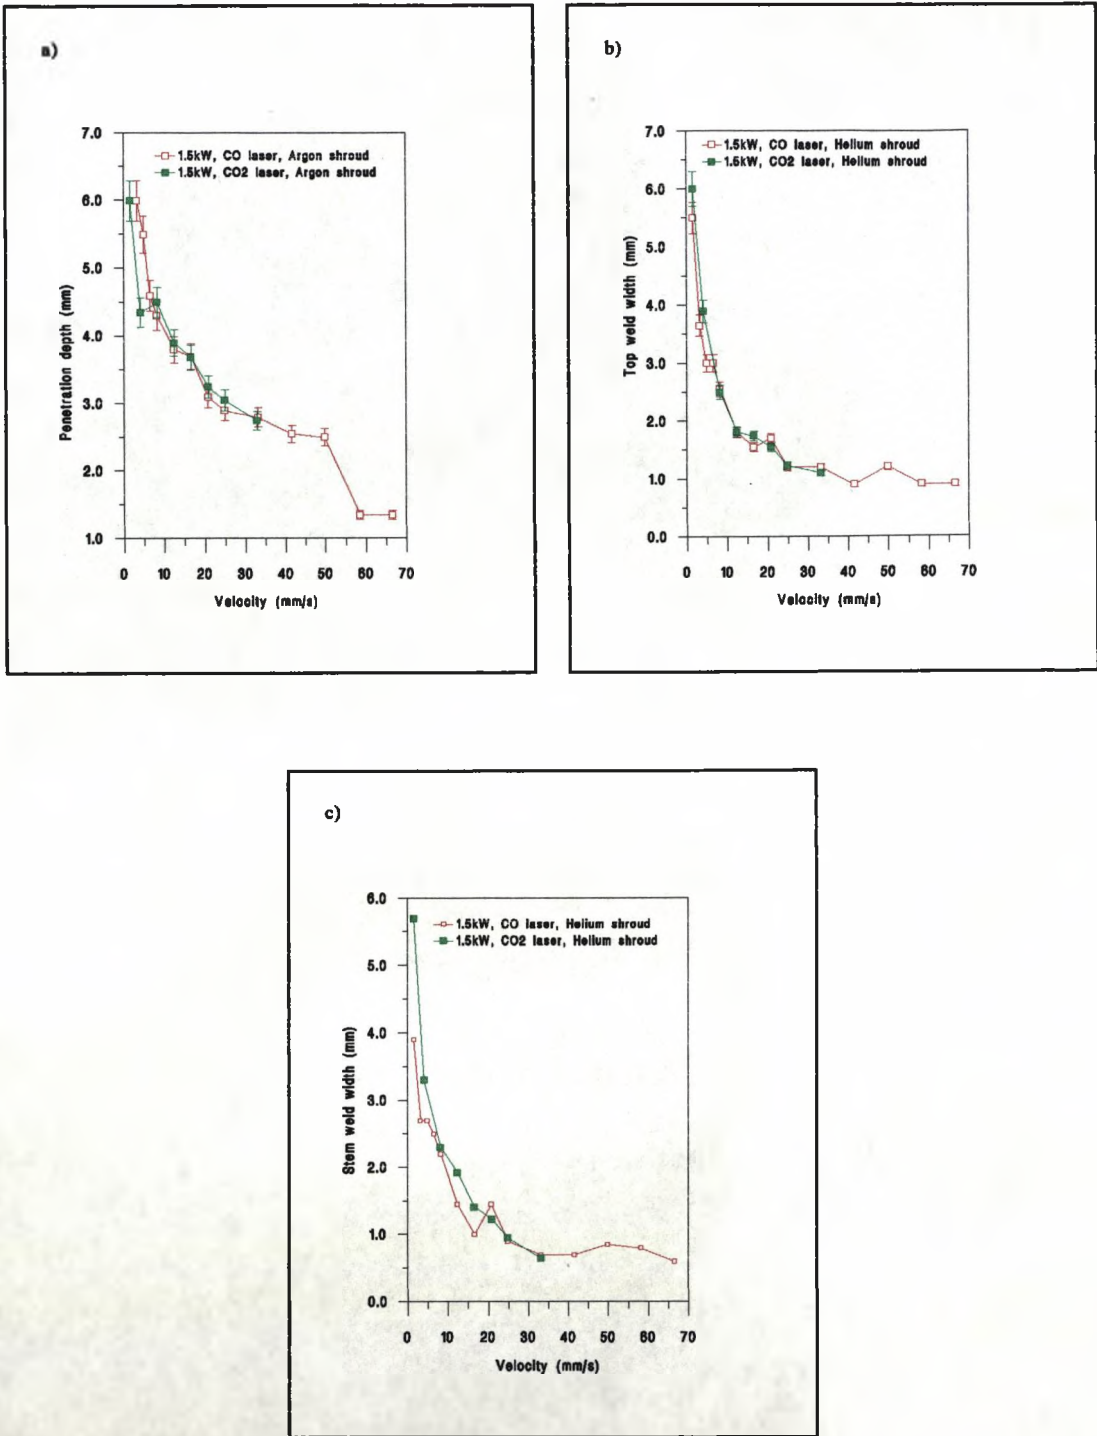 a)
7.0
1.5kW, CO laser, Argon shroud
1.5kW, CO2 laser, Argon shroud
6.0
5.0
4.0
3.0
2.0
1.0
Penetration depth (mm)
0 10 20 30 40 50 60 70
Velocity (mm/s)
b)
7.0
1.5kW, CO laser, Helium shroud
1.5kW, CO2 laser, Helium shroud
6.0
5.0
4.0
3.0
2.0
1.0
0.0
Top weld width (mm)
0 10 20 30 40 50 60 70
Velocity (mm/s)
c)
6.0
1.5kW, CO laser, Helium shroud
1.5kW, CO2 laser, Helium shroud
5.0
4.0
3.0
2.0
1.0
0.0
Stem weld width (mm)
0 10 20 30 40 50 60 70
Velocity (mm/s)